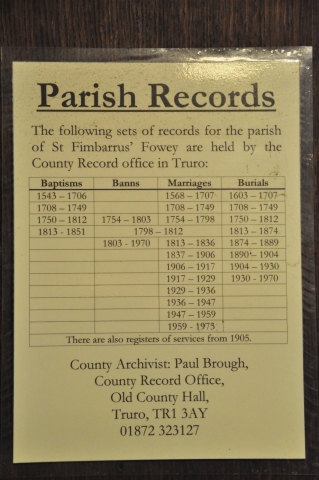 Parish Records
The following sets of records for the parish
of St Fimbarrus' Fowey are held by the
County Record office in Truro:
Baptisms Banns Marriages Burials
1543 – 1706 1568 – 1707 1603 – 1707
1708 – 1749 1708 – 1749 1708 – 1749
1750 – 1812 1754 – 1803 1754 – 1798 1750 – 1812
1813 - 1851 1798 – 1812 1813 – 1874
1803 - 1970 1813 – 1836 1874 – 1889
1837 – 1906 1890 – 1904
1906 – 1917 1904 – 1930
1917 – 1929 1930 - 1970
1929 – 1936
1936 – 1947
1947 – 1959
1959 - 1973
There are also registers of services from 1905.
County Archivist: Paul Brough,
County Record Office,
Old County Hall,
Truro, TR1 3AY
01872 323127